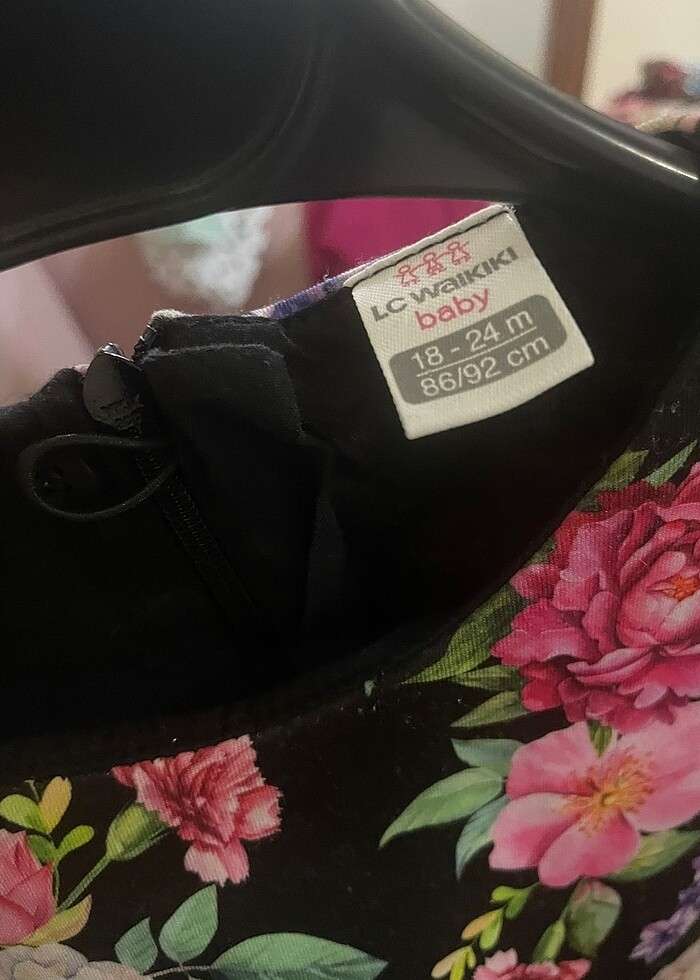 LC waikiki
baby
18 - 24 m
86/92 cm